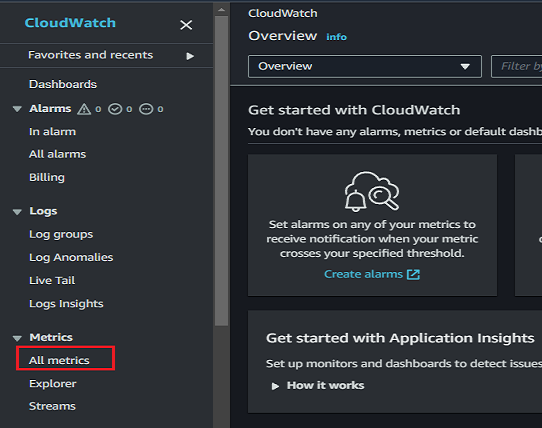 CloudWatch
Favorites and recents
Dashboards
Alarms 0 0 0
In alarm
All alarms
Billing
Logs
Log groups
Log Anomalies
Live Tail
Logs Insights
Metrics
All metrics
Explorer
Streams
CloudWatch
Overview Info
Overview
Filter by
Get started with CloudWatch
You don't have any alarms, metrics or default dashb
Set alarms on any of your metrics to
receive notification when your metric
crosses your specified threshold.
Create alarms
Get started with Application Insights
Set up monitors and dashboards to detect issues
How it works